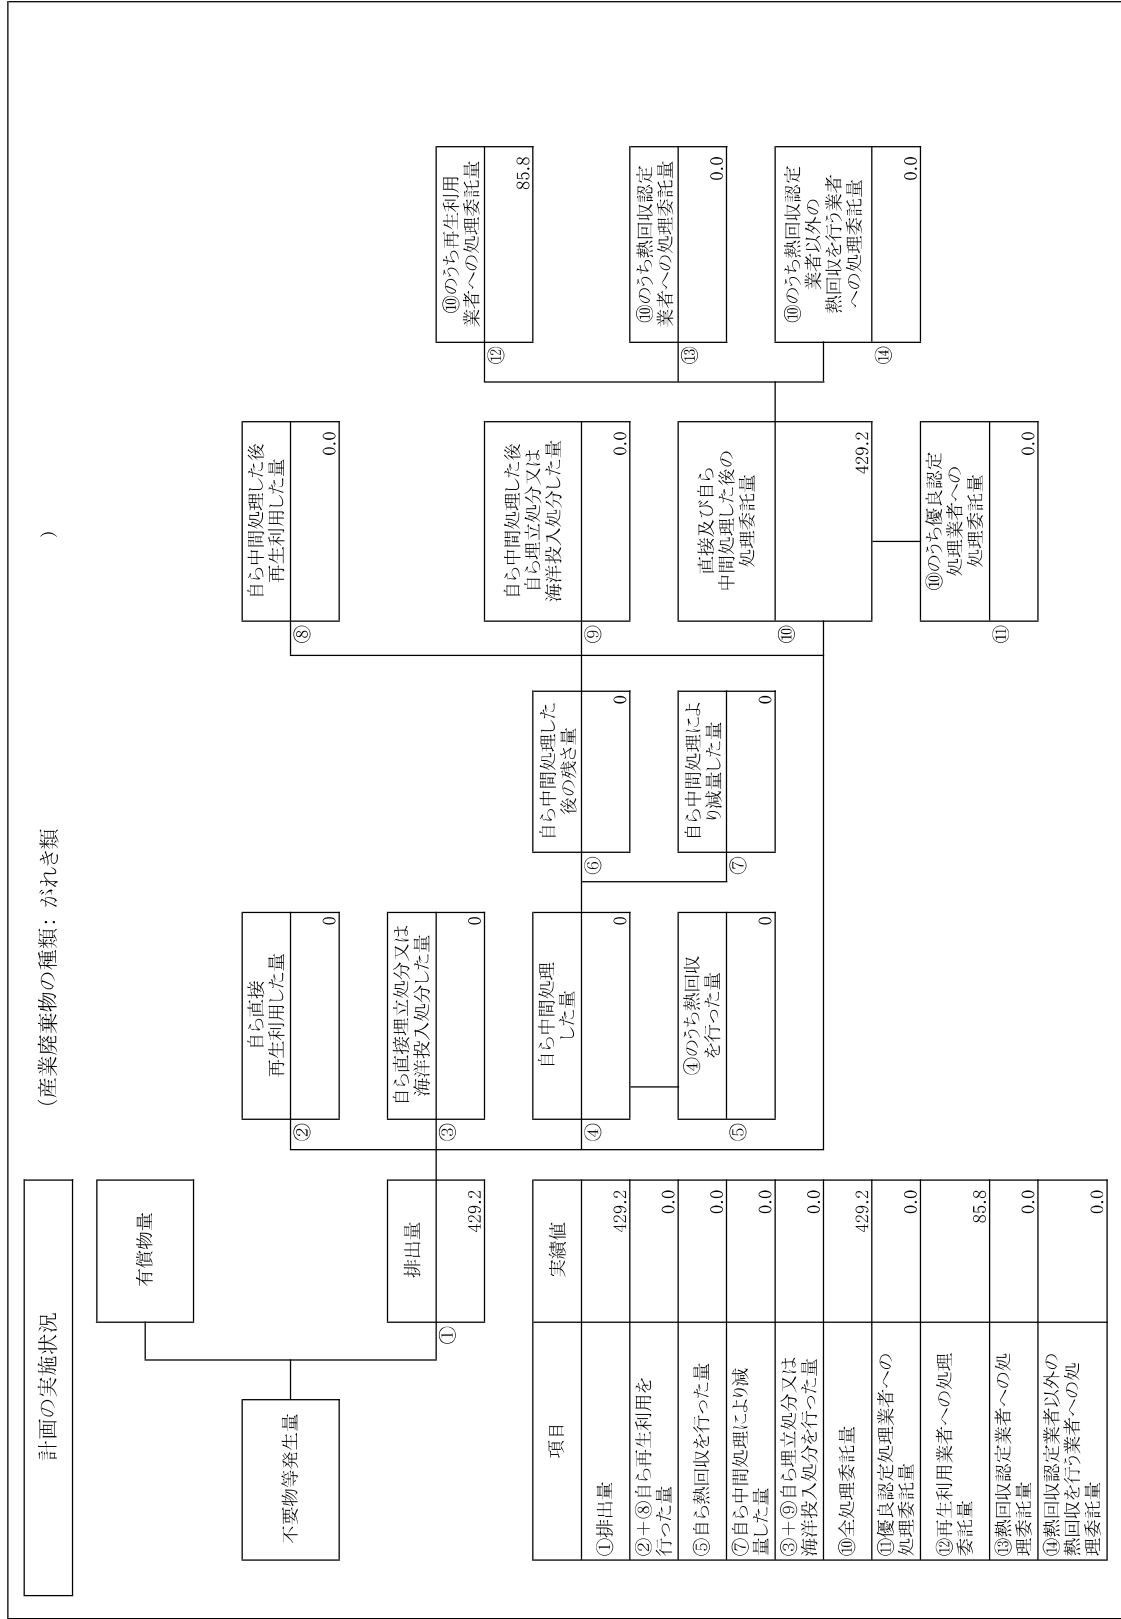 計画の実施状況
(産業廃棄物の種類： がれき類
)
不要物等発生量
有償物量
①
排出量
429.2
②
自ら直接
再生利用した量
0
③
自ら直接埋立処分又は
海洋投入処分した量
0
④
自ら中間処理
した量
0
⑤
④のうち熱回収
を行った量
0
⑥
自ら中間処理した
後の残さ量
0
⑦
自ら中間処理によ
り減量した量
0
⑧
自ら中間処理した後
再生利用した量
0.0
⑨
自ら中間処理した後
自ら埋立処分又は
海洋投入処分した量
0.0
⑩
直接及び自ら
中間処理した後の
処理委託量
429.2
⑪
⑩のうち優良認定
処理業者への
処理委託量
0.0
⑫
⑩のうち再生利用
業者への処理委託量
85.8
⑬
⑩のうち熱回収認定
業者への処理委託量
0.0
⑭
⑩のうち熱回収認定
業者以外の
熱回収を行う業者
への処理委託量
0.0
項目
実績値
①排出量
429.2
②＋⑧自ら再生利用を
行った量
0.0
⑤自ら熱回収を行った量
0.0
⑦自ら中間処理により減
量した量
0.0
③＋⑨自ら埋立処分又は
海洋投入処分を行った量
0.0
⑩全処理委託量
429.2
⑪優良認定処理業者への
処理委託量
0.0
⑫再生利用業者への処理
委託量
85.8
⑬熱回収認定業者への処
理委託量
0.0
⑭熱回収認定業者以外の
熱回収を行う業者への処
理委託量
0.0